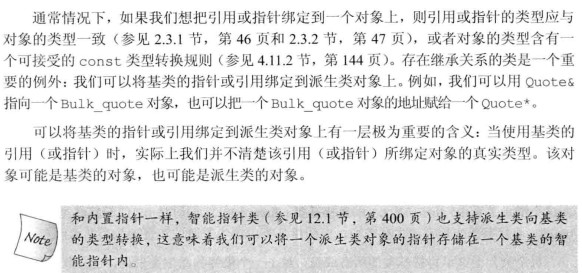 通常情况下，如果我们想把引用或指针绑定到一个对象上，则引用或指针的类型应与
对象的类型一致（参见 2.3.1 节，第 46 页和 2.3.2 节，第 47 页），或者对象的类型含有一
个可接受的 const 类型转换规则（参见 4.11.2 节，第 144 页）。存在继承关系的类是一个重
要的例外：我们可以将基类的指针或引用绑定到派生类对象上。例如，我们可以用 Quote&
指向一个 Bulk_quote 对象，也可以把一个 Bulk_quote 对象的地址赋给一个 Quote*。
可以将基类的指针或引用绑定到派生类对象上有一层极为重要的含义：当使用基类的
引用（或指针）时，实际上我们并不清楚该引用（或指针）所绑定对象的真实类型。该对
象可能是基类的对象，也可能是派生类的对象。
Note
和内置指针一样，智能指针类（参见 12.1 节，第 400 页）也支持派生类向基类
的类型转换，这意味着我们可以将一个派生类对象的指针存储在一个基类的智
能指针内。